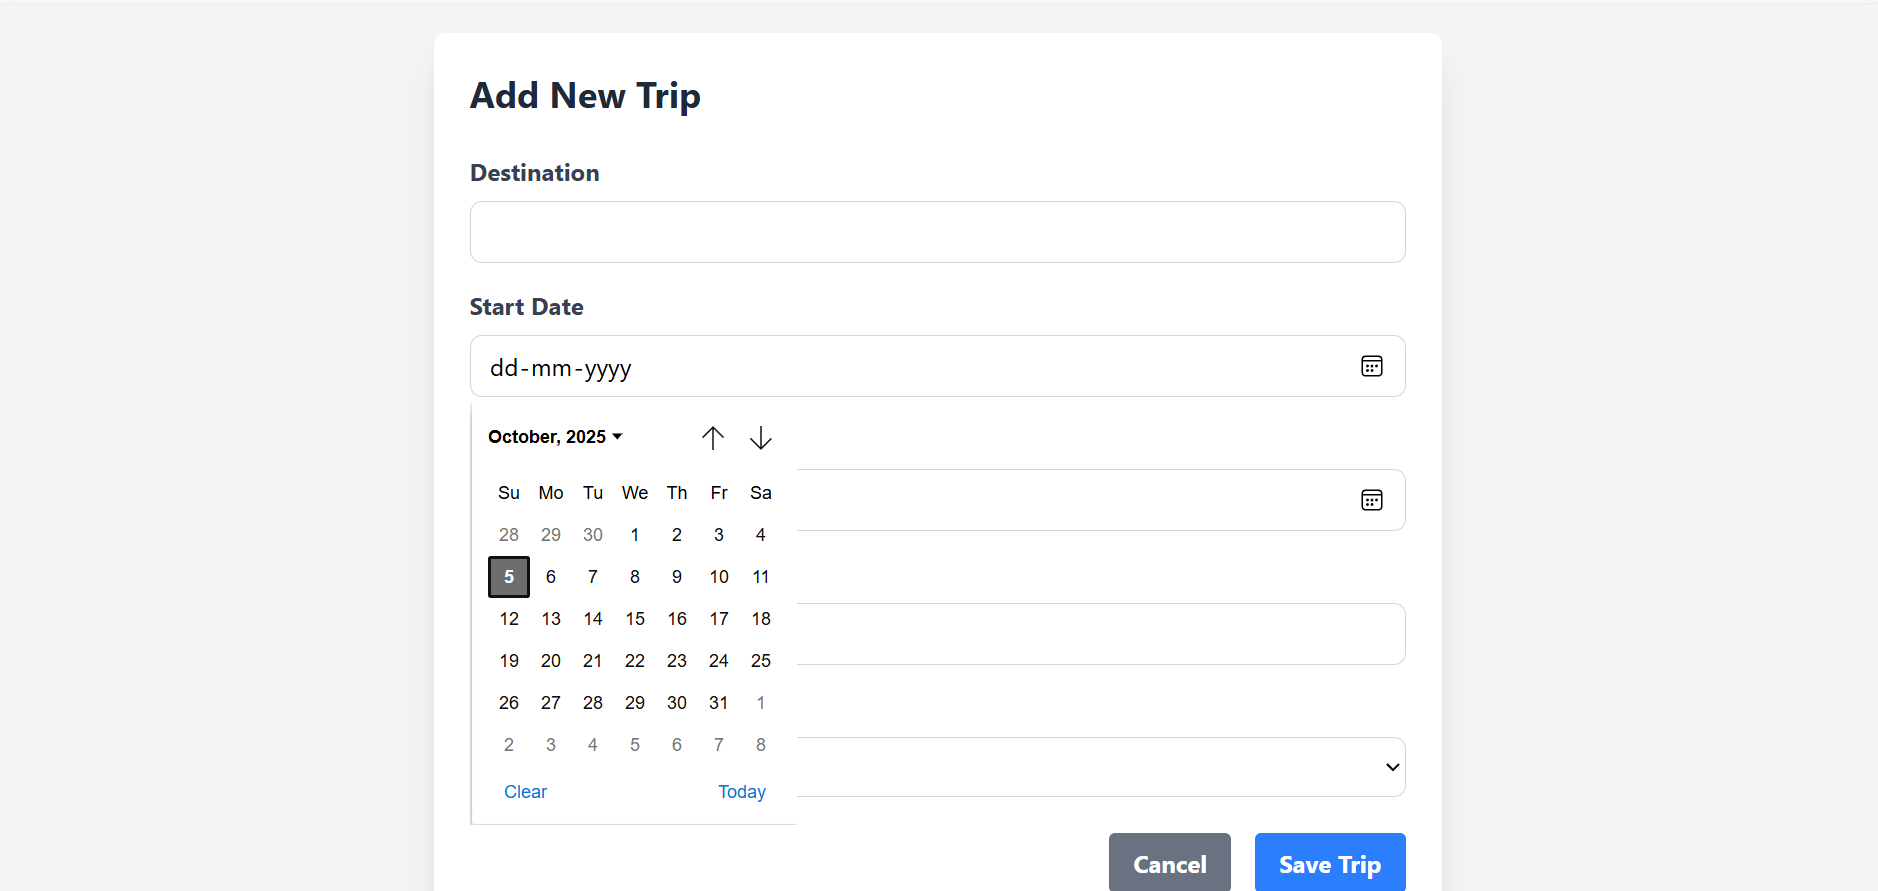 Add New Trip
Destination
Start Date
dd-mm-yyyy
October, 2025
Su Mo Tu We Th Fr Sa
28 29 30 1 2 3 4
5 6 7 8 9 10 11
12 13 14 15 16 17 18
19 20 21 22 23 24 25
26 27 28 29 30 31 1
2 3 4 5 6 7 8
Clear Today
Cancel Save Trip